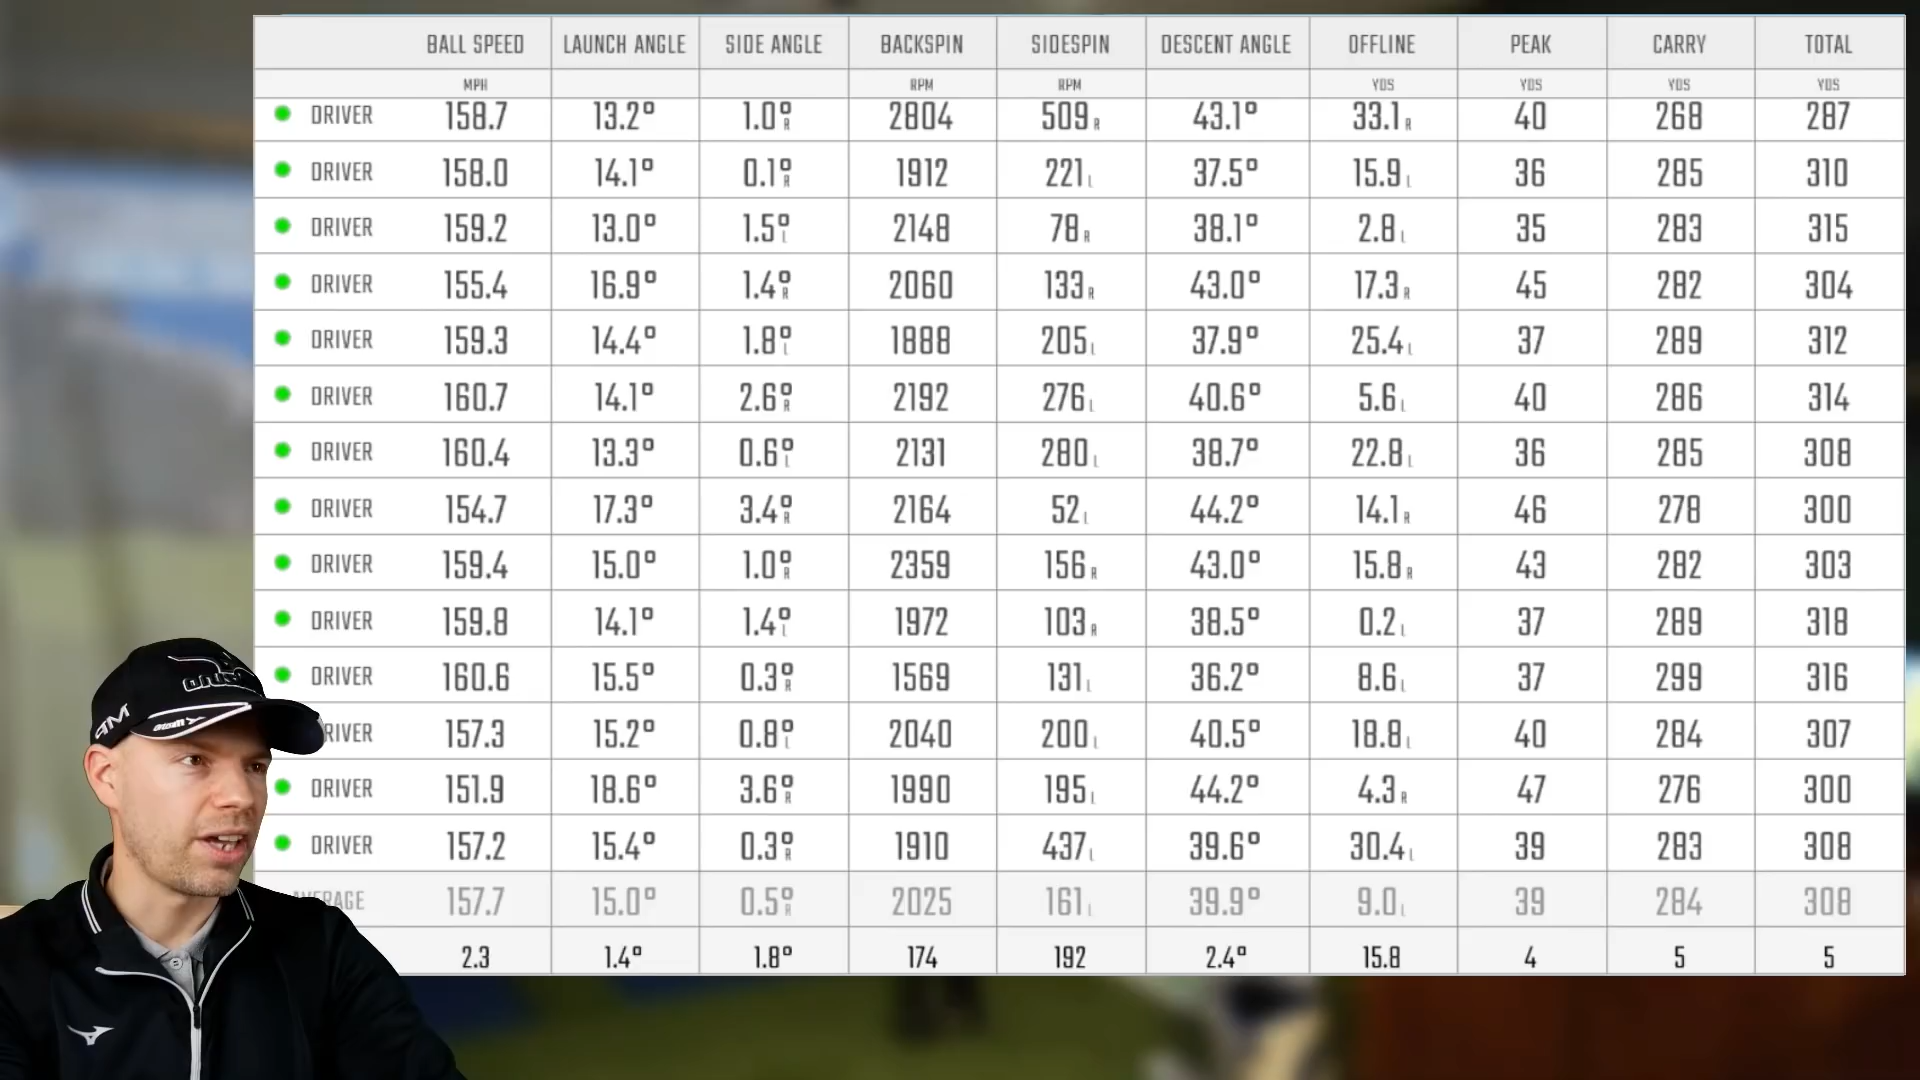 BALL SPEED LAUNCH ANGLE SIDE ANGLE BACKSPIN SIDESPIN DESCENT ANGLE OFFLINE PEAK CARRY TOTAL
MPH RPM RPM YDS YDS YDS YDS
DRIVER 158.7 13.2° 1.0° R 2804 509 R 43.1° 33.1 R 40 268 287
DRIVER 158.0 14.1° 0.1° R 1912 221 L 37.5° 15.9 L 36 285 310
DRIVER 159.2 13.0° 1.5° L 2148 78 R 38.1° 2.8 L 35 283 315
DRIVER 155.4 16.9° 1.4° R 2060 133 R 43.0° 17.3 R 45 282 304
DRIVER 159.3 14.4° 1.8° L 1888 205 L 37.9° 25.4 L 37 289 312
DRIVER 160.7 14.1° 2.6° R 2192 276 L 40.6° 5.6 L 40 286 314
DRIVER 160.4 13.3° 0.6° L 2131 280 L 38.7° 22.8 L 36 285 308
DRIVER 154.7 17.3° 3.4° R 2164 52 L 44.2° 14.1 R 46 278 300
DRIVER 159.4 15.0° 1.0° R 2359 156 R 43.0° 15.8 R 43 282 303
DRIVER 159.8 14.1° 1.4° L 1972 103 R 38.5° 0.2 L 37 289 318
DRIVER 160.6 15.5° 0.3° R 1569 131 L 36.2° 8.6 L 37 299 316
RIVER 157.3 15.2° 0.8° L 2040 200 L 40.5° 18.8 L 40 284 307
DRIVER 151.9 18.6° 3.6° R 1990 195 L 44.2° 4.3 R 47 276 300
DRIVER 157.2 15.4° 0.3° R 1910 437 L 39.6° 30.4 L 39 283 308
VERAGE 157.7 15.0° 0.5° R 2025 161 L 39.9° 9.0 L 39 284 308
2.3 1.4° 1.8° 174 192 2.4° 15.8 4 5 5